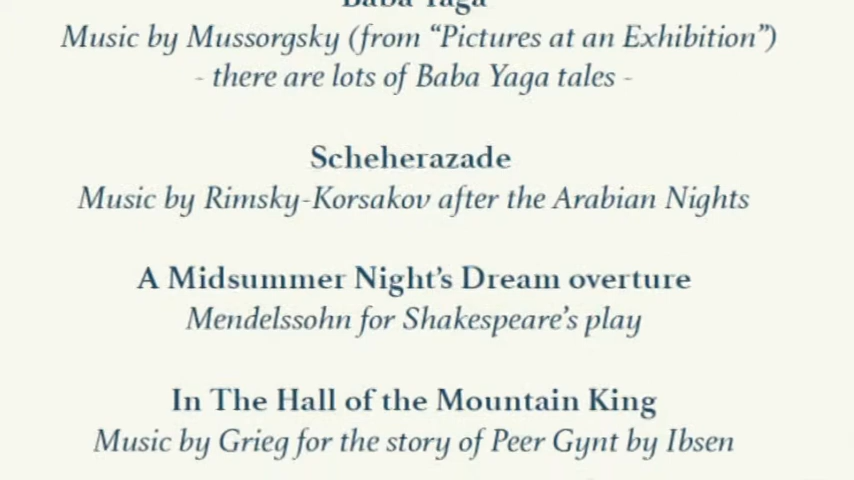 Baba Yaga
Music by Mussorgsky (from “Pictures at an Exhibition”)
- there are lots of Baba Yaga tales -
Scheherazade
Music by Rimsky-Korsakov after the Arabian Nights
A Midsummer Night’s Dream overture
Mendelssohn for Shakespeare’s play
In The Hall of the Mountain King
Music by Grieg for the story of Peer Gynt by Ibsen